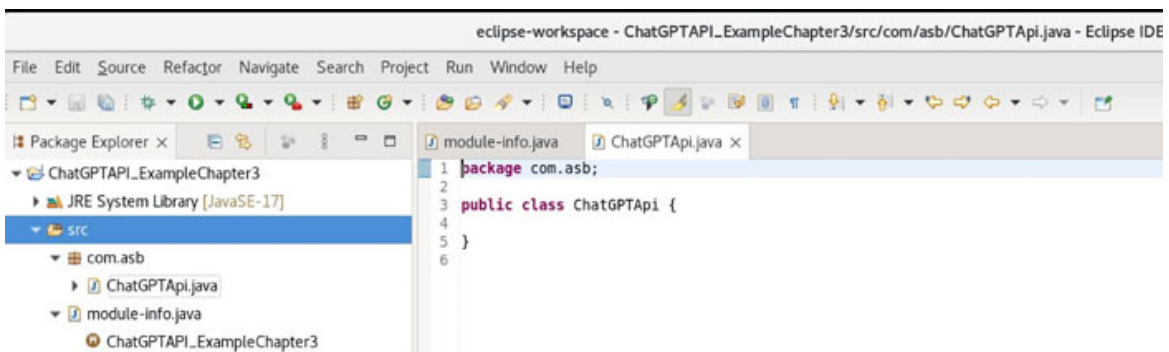 eclipse-workspace - ChatGPTAPI_ExampleChapter3/src/com/asb/ChatGPTApi.java - Eclipse IDE
File Edit Source Refactor Navigate Search Project Run Window Help
Package Explorer
module-info.java
ChatGPTApi.java
ChatGPTAPI_ExampleChapter3
JRE System Library [JavaSE-17]
src
com.asb
ChatGPTApi.java
module-info.java
ChatGPTAPI_ExampleChapter3
1 package com.asb;
2
3 public class ChatGPTApi {
4
5 }
6